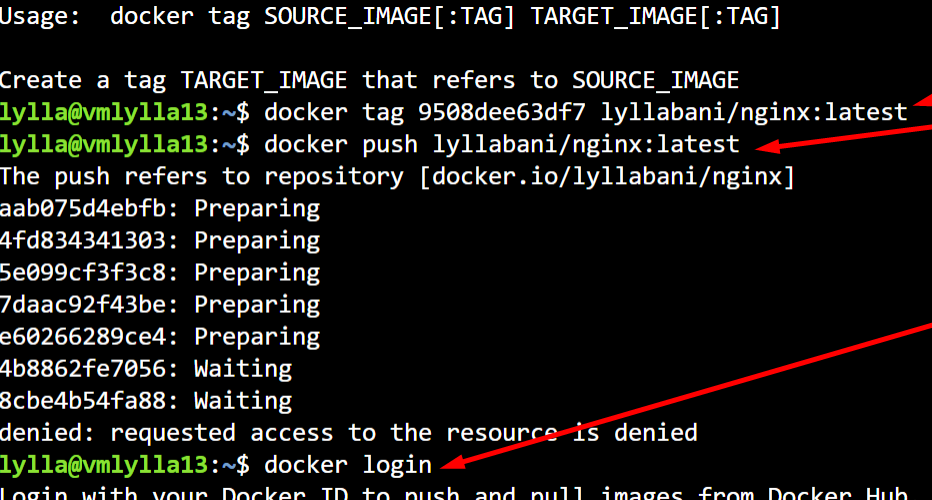 Usage:  docker tag SOURCE_IMAGE[:TAG] TARGET_IMAGE[:TAG]
Create a tag TARGET_IMAGE that refers to SOURCE_IMAGE
lylla@vmlylla13:~$ docker tag 9508dee63df7 lyllabani/nginx:latest
lylla@vmlylla13:~$ docker push lyllabani/nginx:latest
The push refers to repository [docker.io/lyllabani/nginx]
aab075d4ebfb: Preparing
4fd834341303: Preparing
5e099cf3f3c8: Preparing
7daac92f43be: Preparing
e60266289ce4: Preparing
4b8862fe7056: Waiting
8cbe4b54fa88: Waiting
denied: requested access to the resource is denied
lylla@vmlylla13:~$ docker login
Login with your Docker ID to push and pull images from Docker Hub.